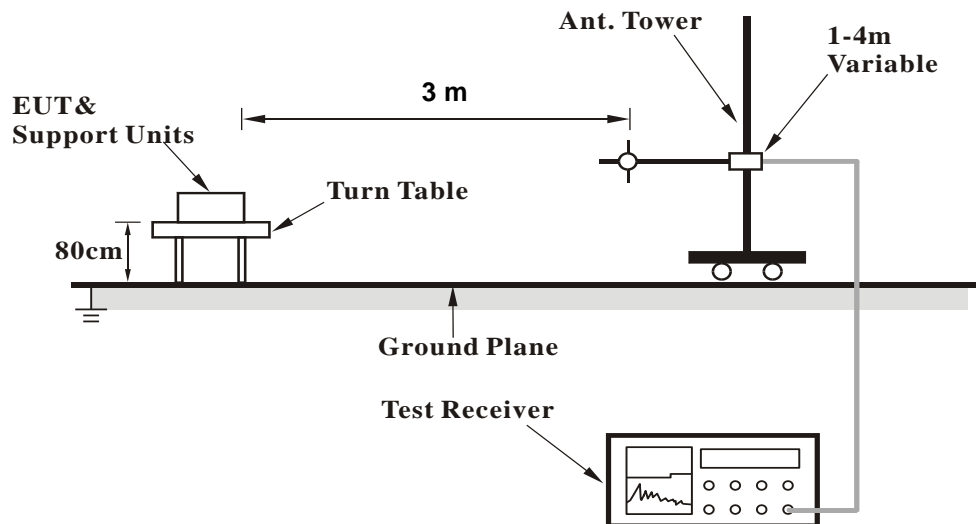 Ant. Tower
1-4m
Variable
3 m
EUT&
Support Units
Turn Table
80cm
Ground Plane
Test Receiver